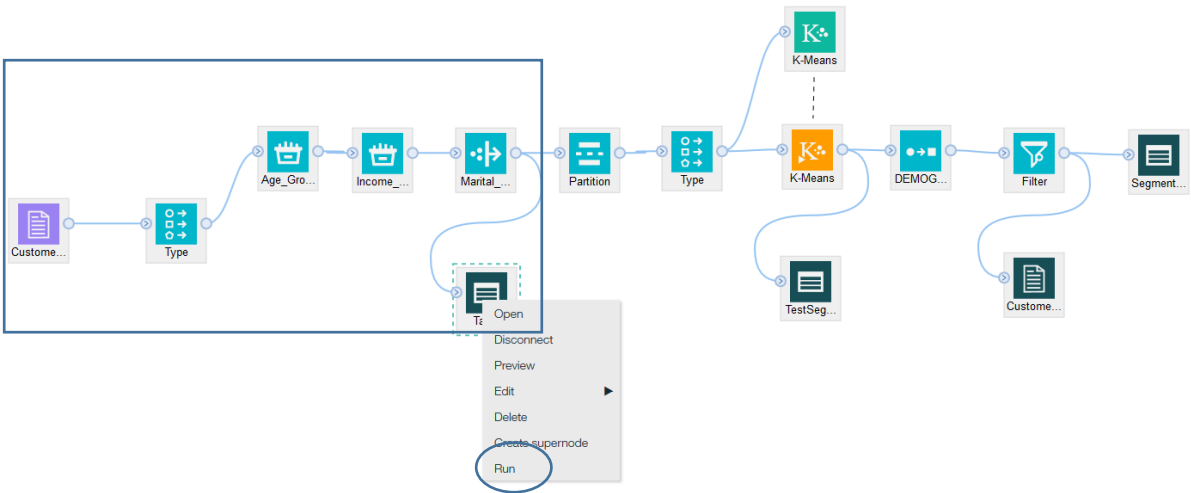 K-Means
Age_Gro...
Income_...
Marital_...
Partition
Type
K-Means
DEMOG...
Filter
Segment...
Custome...
Type
Ta
TestSeg...
Custome...
Open
Disconnect
Preview
Edit
Delete
Create supernode
Run